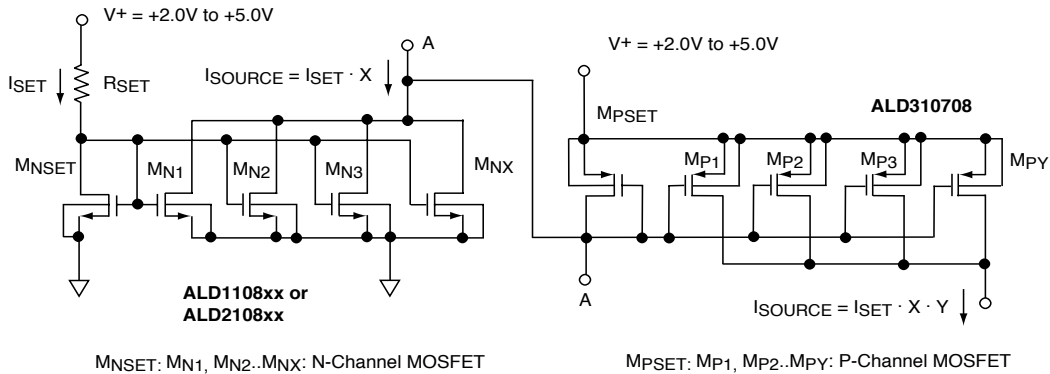 V+ = +2.0V to +5.0V
ISET
RSET
ISOURCE = ISET · X
A
MNSET
MN1
MN2
MN3
MNX
ALD1108xx or
ALD2108xx
MNSET: MN1, MN2..MNX: N-Channel MOSFET
V+ = +2.0V to +5.0V
MPSET
ALD310708
MP1
MP2
MP3
MPY
A
ISOURCE = ISET · X · Y
MPSET: MP1, MP2..MPY: P-Channel MOSFET